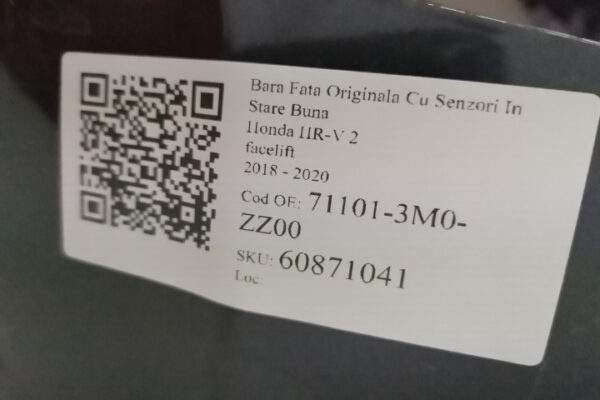 Bara Fata Originala Cu Senzori In
Stare Buna
Honda HR-V 2
facelift
2018 - 2020
Cod OE: 71101-3M0-
ZZ00
SKU: 60871041
Loc: